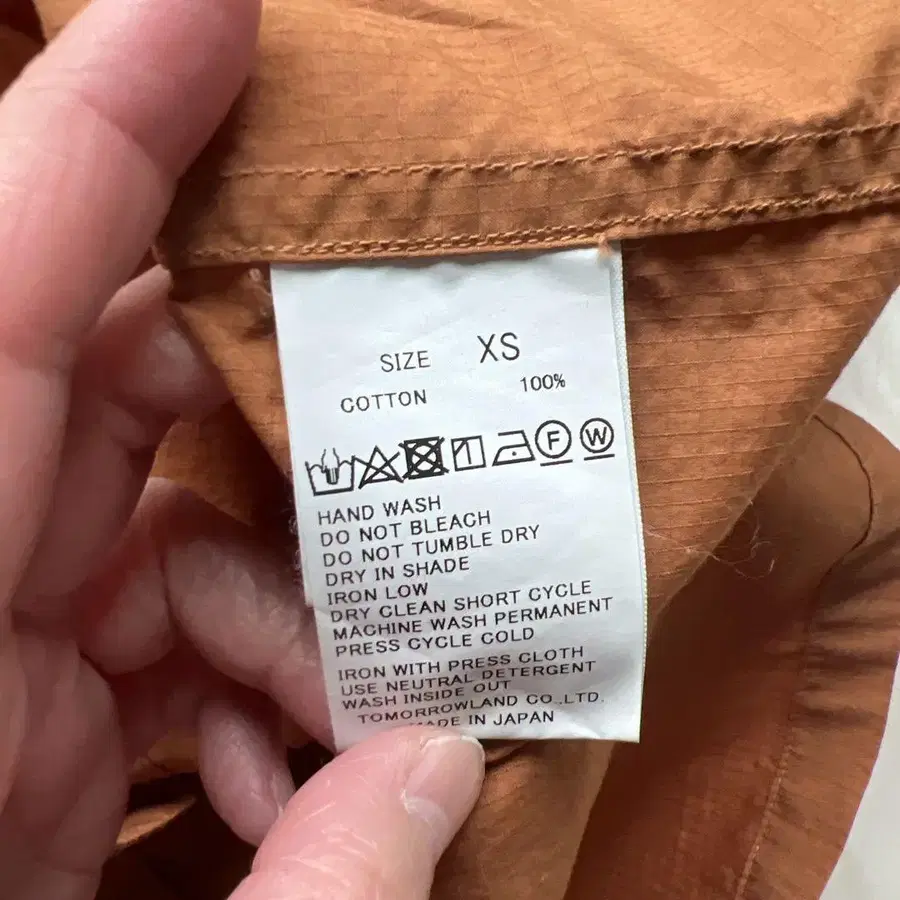 SIZE XS
COTTON 100%
F W
HAND WASH
DO NOT BLEACH
DO NOT TUMBLE DRY
DRY IN SHADE
IRON LOW
DRY CLEAN SHORT CYCLE
MACHINE WASH PERMANENT
PRESS CYCLE COLD
IRON WITH PRESS CLOTH
USE NEUTRAL DETERGENT
WASH INSIDE OUT
TOMORROWLAND CO.,LTD.
MADE IN JAPAN